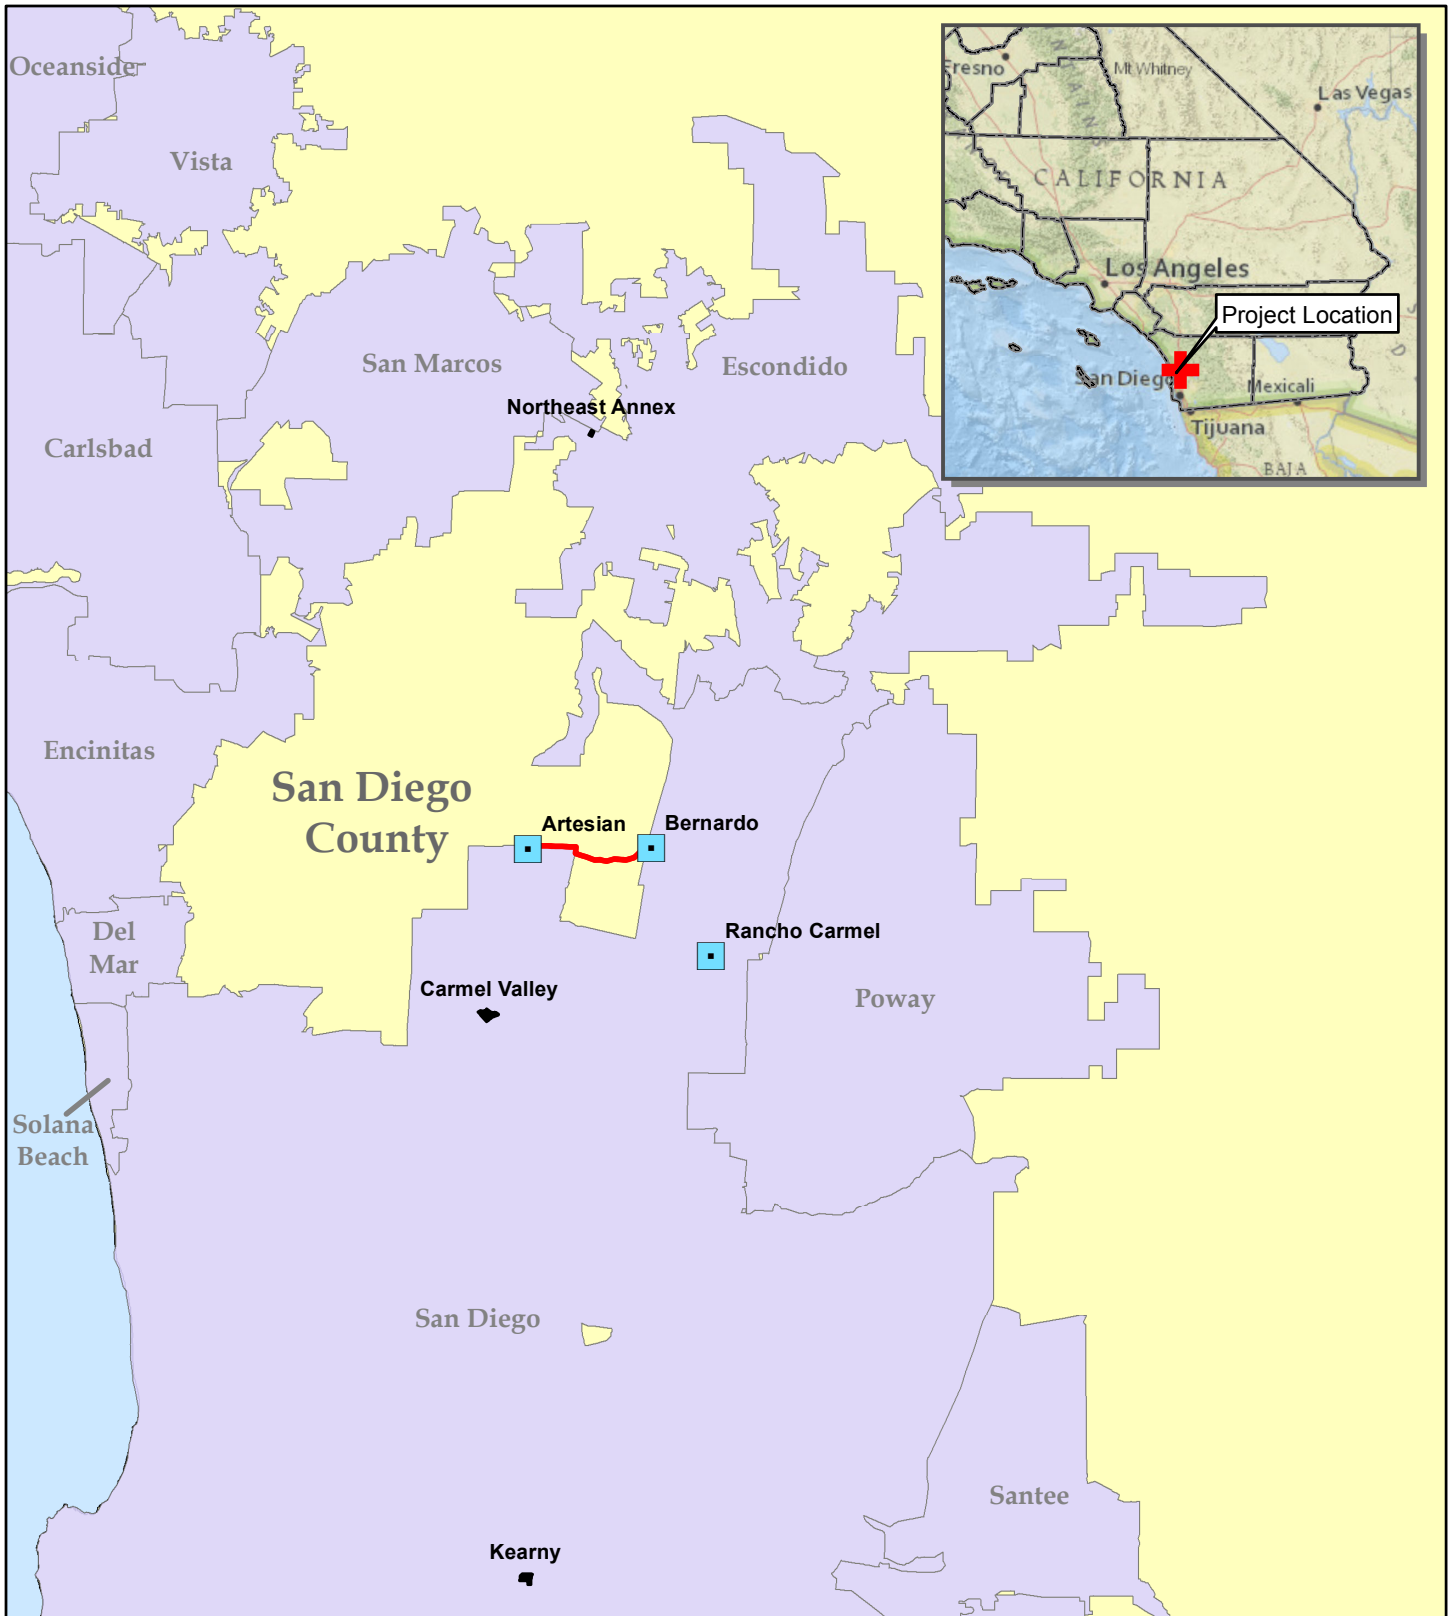 Oceanside
Vista
San Marcos
Escondido
Northeast Annex
Carlsbad
Encinitas
San Diego
County
Artesian
Bernardo
Del
Mar
Rancho Carmel
Carmel Valley
Poway
Solana
Beach
San Diego
Santee
Kearny
Fresno
Mt Whitney
Las Vegas
CALIFORNIA
Los Angeles
Project Location
San Diego
Mexicali
Tijuana
BAJA